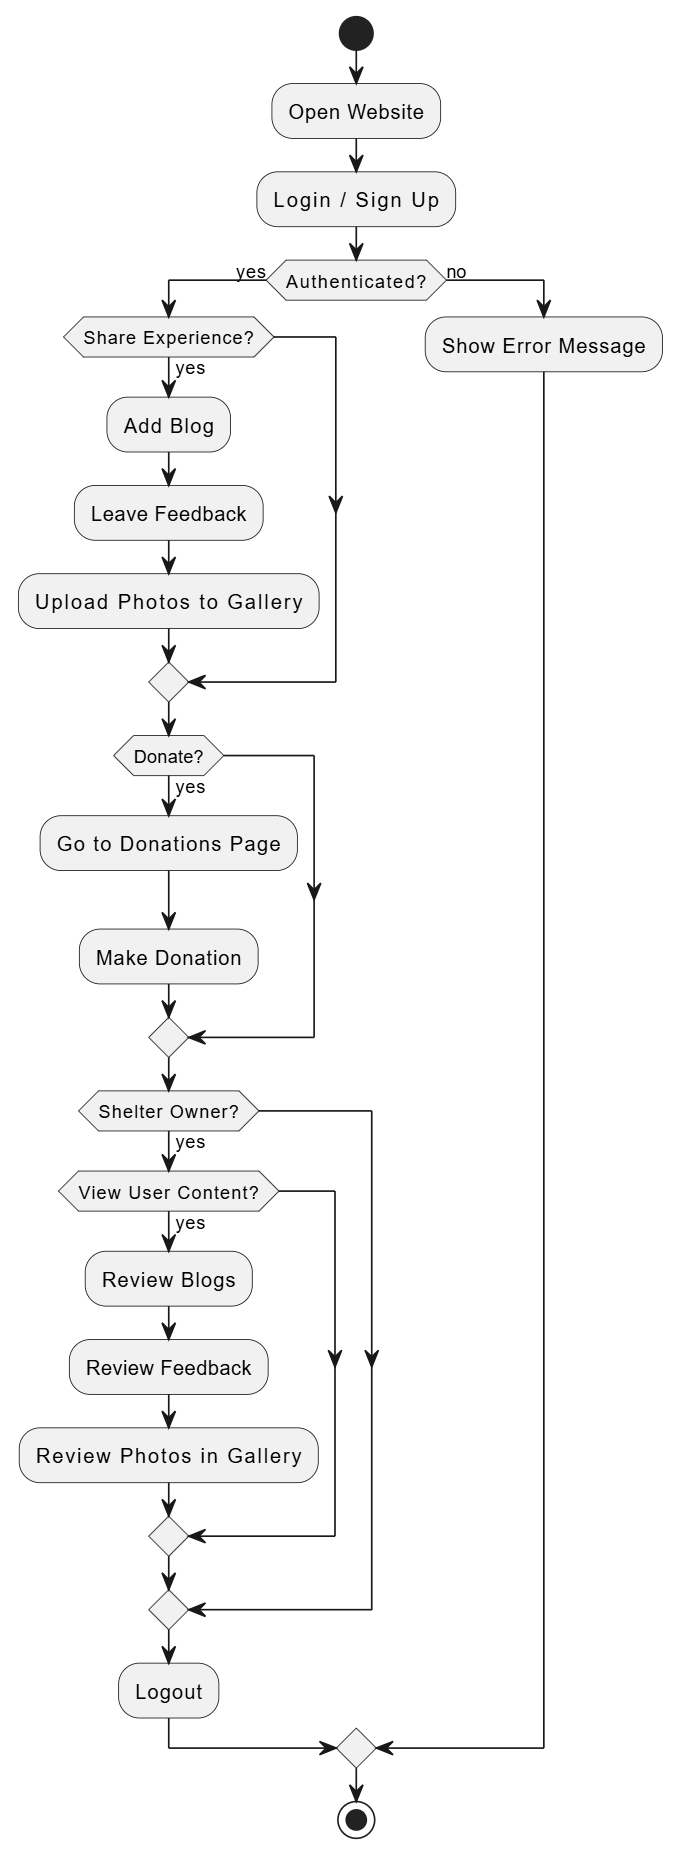 Open Website
Login / Sign Up
yes
Authenticated?
no
Share Experience?
Show Error Message
yes
Add Blog
Leave Feedback
Upload Photos to Gallery
Donate?
yes
Go to Donations Page
Make Donation
Shelter Owner?
yes
View User Content?
yes
Review Blogs
Review Feedback
Review Photos in Gallery
Logout